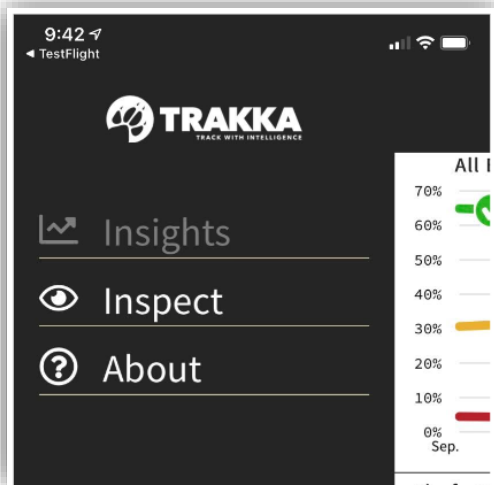 9:42
◀ TestFlight
TRAKKA
TRACK WITH INTELLIGENCE
Insights
Inspect
About
All
70%
60%
50%
40%
30%
20%
10%
0%
Sep.